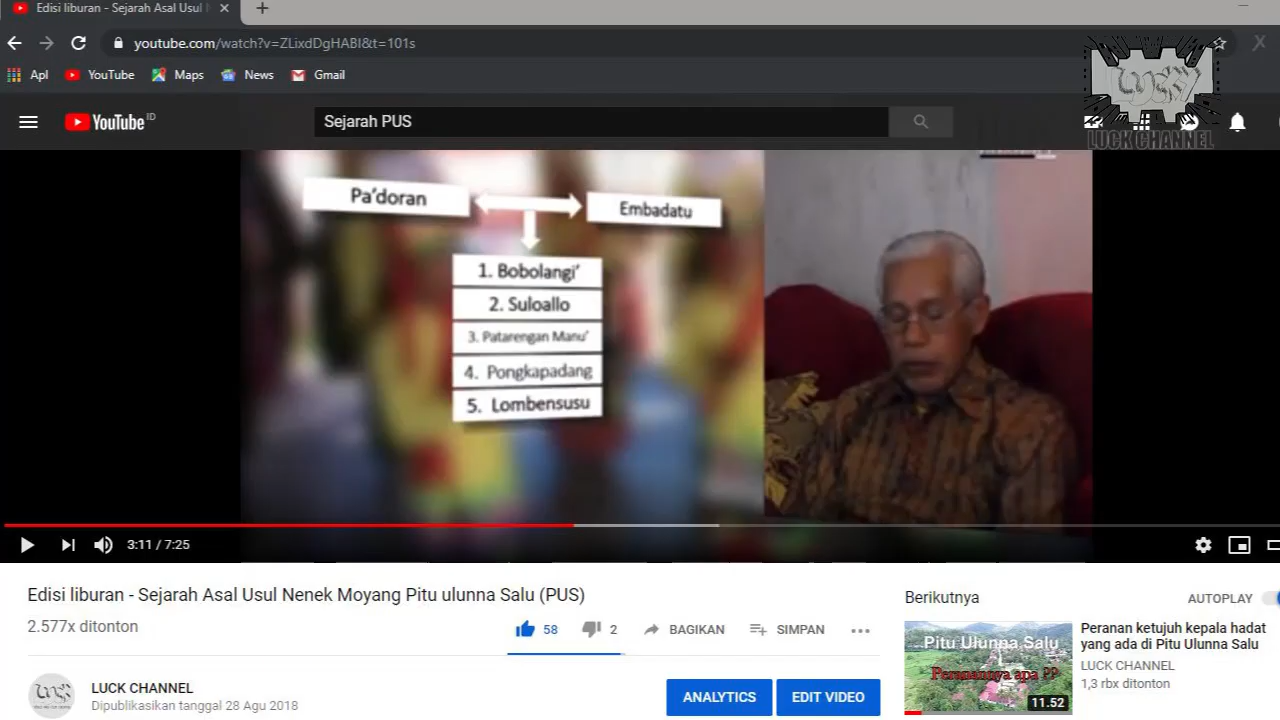 Edisi liburan - Sejarah Asal Usul N
youtube.com/watch?v=ZLixdDgHABI&t=101s
Apl YouTube Maps News Gmail
YouTube ID
Sejarah PUS
LUCKY
LUCK CHANNEL
Pa'doran
Embadatu
1. Bobolangi'
2. Suloallo
3. Patarengan Manu'
4. Pongkapadang
5. Lombensusu
3:11 / 7:25
Edisi liburan - Sejarah Asal Usul Nenek Moyang Pitu ulunna Salu (PUS)
2.577x ditonton
58
2
BAGIKAN
SIMPAN
LUCK CHANNEL
Dipublikasikan tanggal 28 Agu 2018
ANALYTICS
EDIT VIDEO
Berikutnya
AUTOPLAY
Pitu Ulunna Salu
Peranannya apa ??
11.52
Peranan ketujuh kepala hadat
yang ada di Pitu Ulunna Salu
LUCK CHANNEL
1,3 rbx ditonton